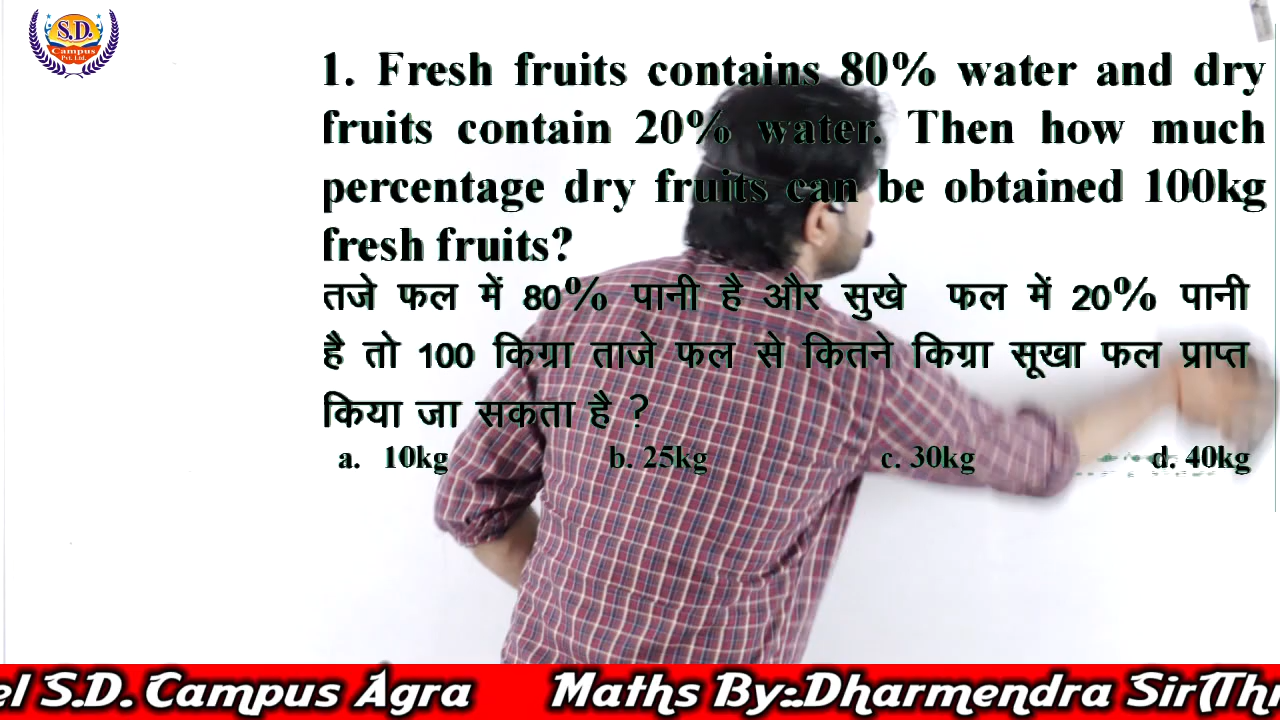 S.D.
Campus
Pvt. Ltd.
1. Fresh fruits contains 80% water and dry
fruits contain 20% water. Then how much
percentage dry fruits can be obtained 100kg
fresh fruits?
तजे फल में 80% पानी है और सुखे फल में 20% पानी
है तो 100 किग्रा ताजे फल से कितने किग्रा सूखा फल प्राप्त
किया जा सकता है ?
a. 10kg b. 25kg c. 30kg d. 40kg
el S.D. Campus Agra Maths By:.Dharmendra Sir(Thr